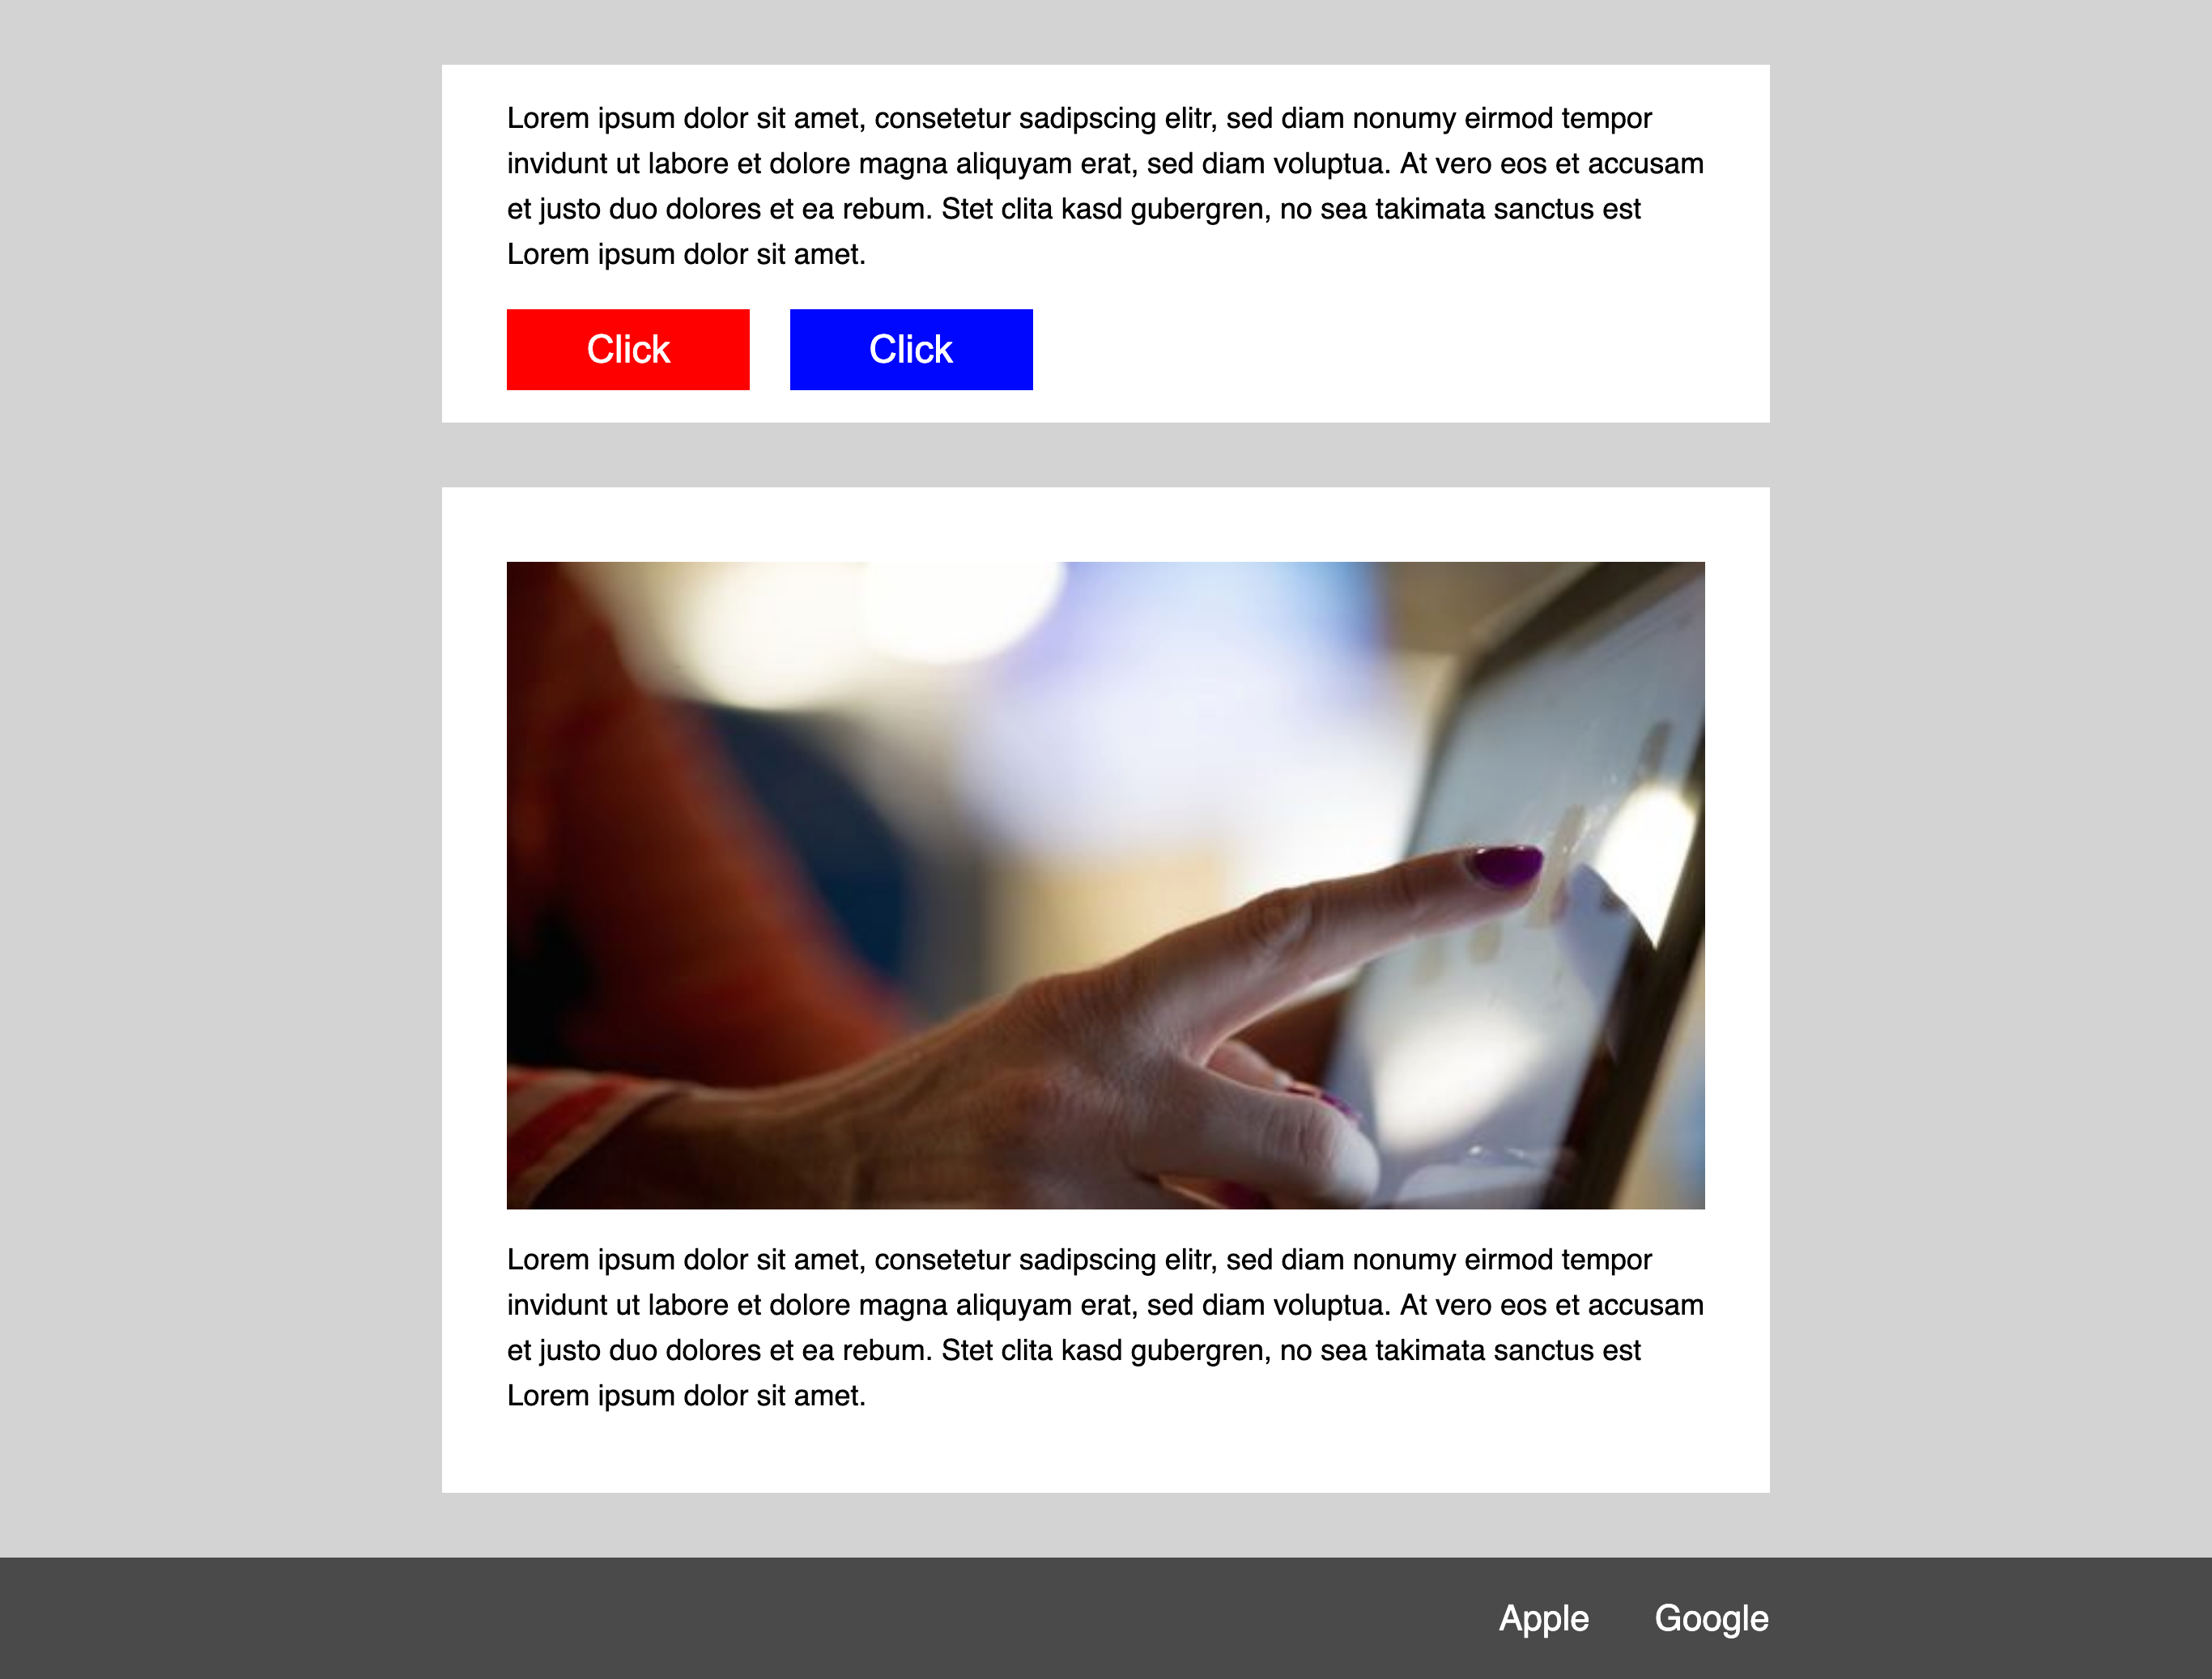 Lorem ipsum dolor sit amet, consetetur sadipscing elitr, sed diam nonumy eirmod tempor
invidunt ut labore et dolore magna aliquyam erat, sed diam voluptua. At vero eos et accusam
et justo duo dolores et ea rebum. Stet clita kasd gubergren, no sea takimata sanctus est
Lorem ipsum dolor sit amet.
Click Click
Lorem ipsum dolor sit amet, consetetur sadipscing elitr, sed diam nonumy eirmod tempor
invidunt ut labore et dolore magna aliquyam erat, sed diam voluptua. At vero eos et accusam
et justo duo dolores et ea rebum. Stet clita kasd gubergren, no sea takimata sanctus est
Lorem ipsum dolor sit amet.
Apple Google